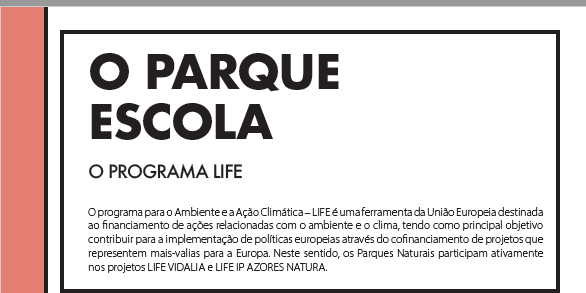 O PARQUE
ESCOLA
O PROGRAMA LIFE
O programa para o Ambiente e a Ação Climática – LIFE é uma ferramenta da União Europeia destinada
ao financiamento de ações relacionadas com o ambiente e o clima, tendo como principal objetivo
contribuir para a implementação de políticas europeias através do cofinanciamento de projetos que
representem mais-valias para a Europa. Neste sentido, os Parques Naturais participam ativamente
nos projetos LIFE VIDALIA e LIFE IP AZORES NATURA.